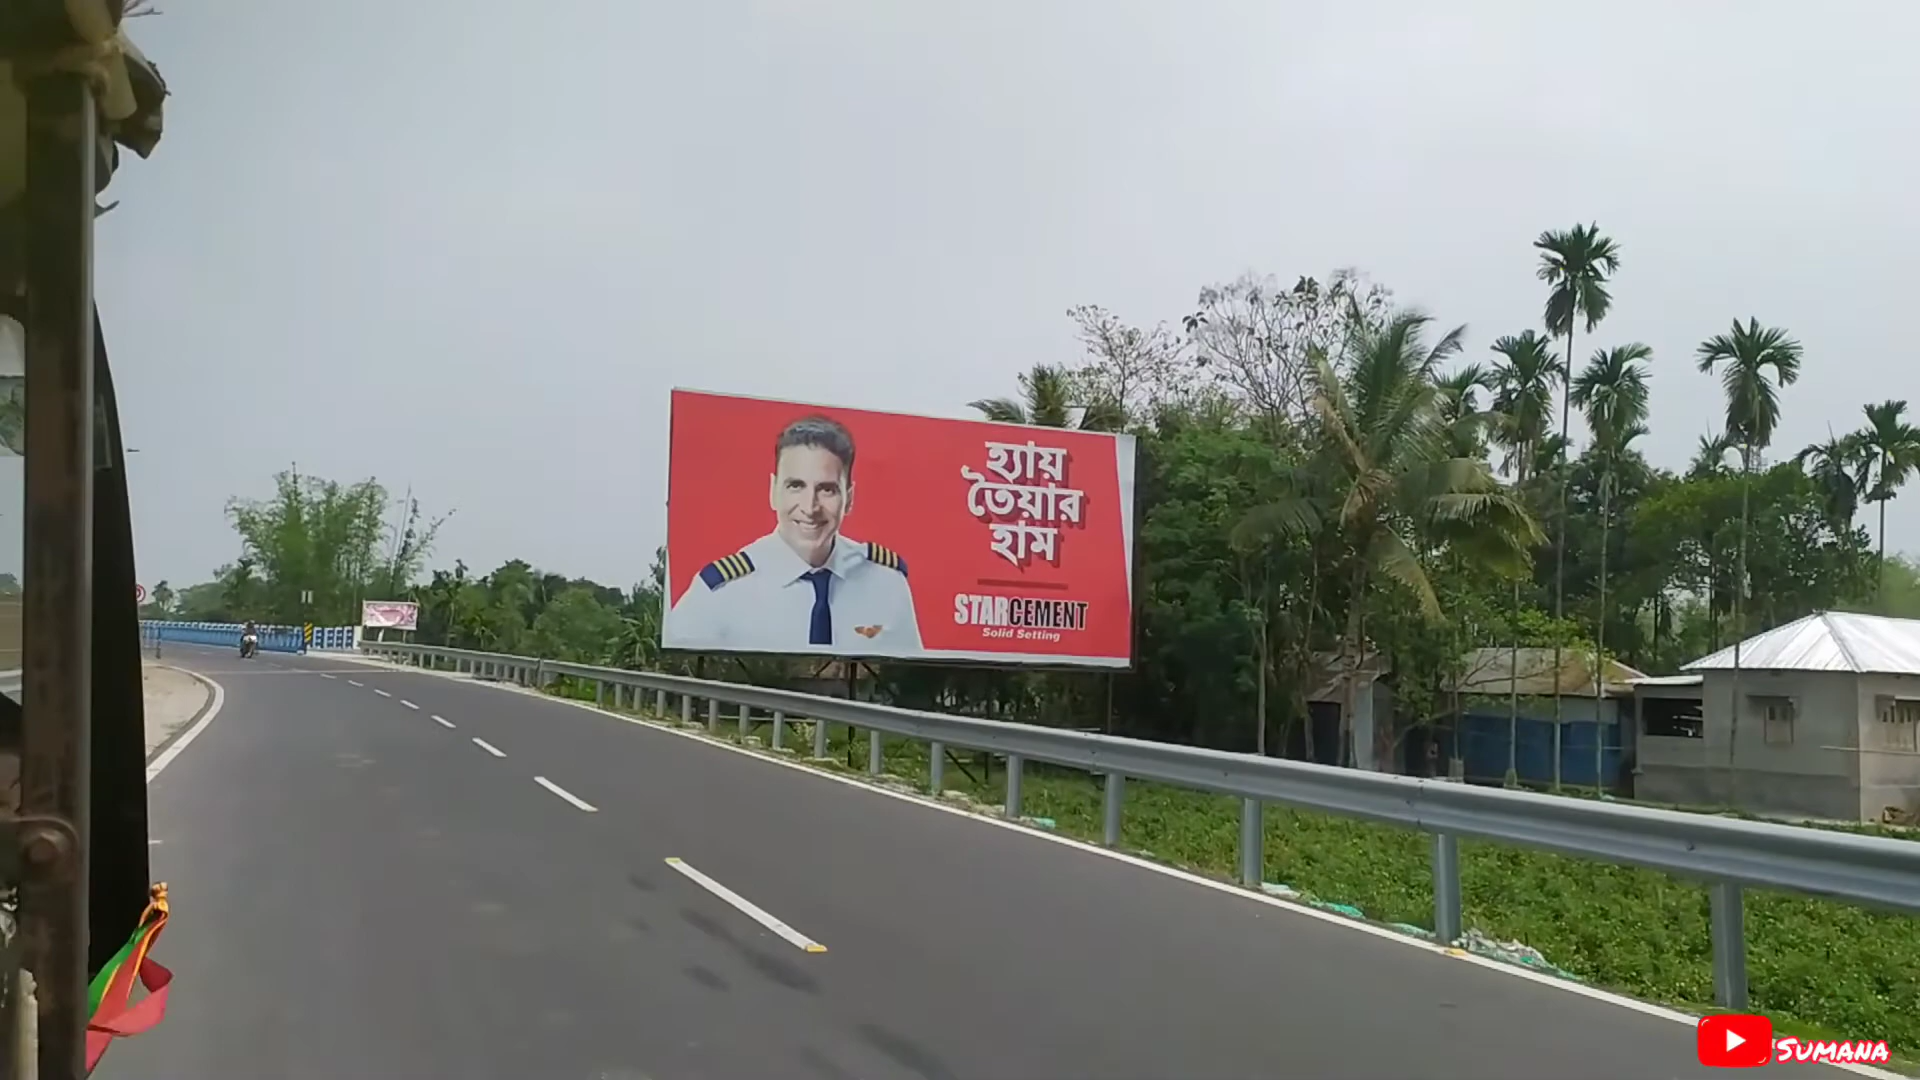 হ্যায়
তৈয়ার
হাম
STARCEMENT
Solid Setting
SUMANA